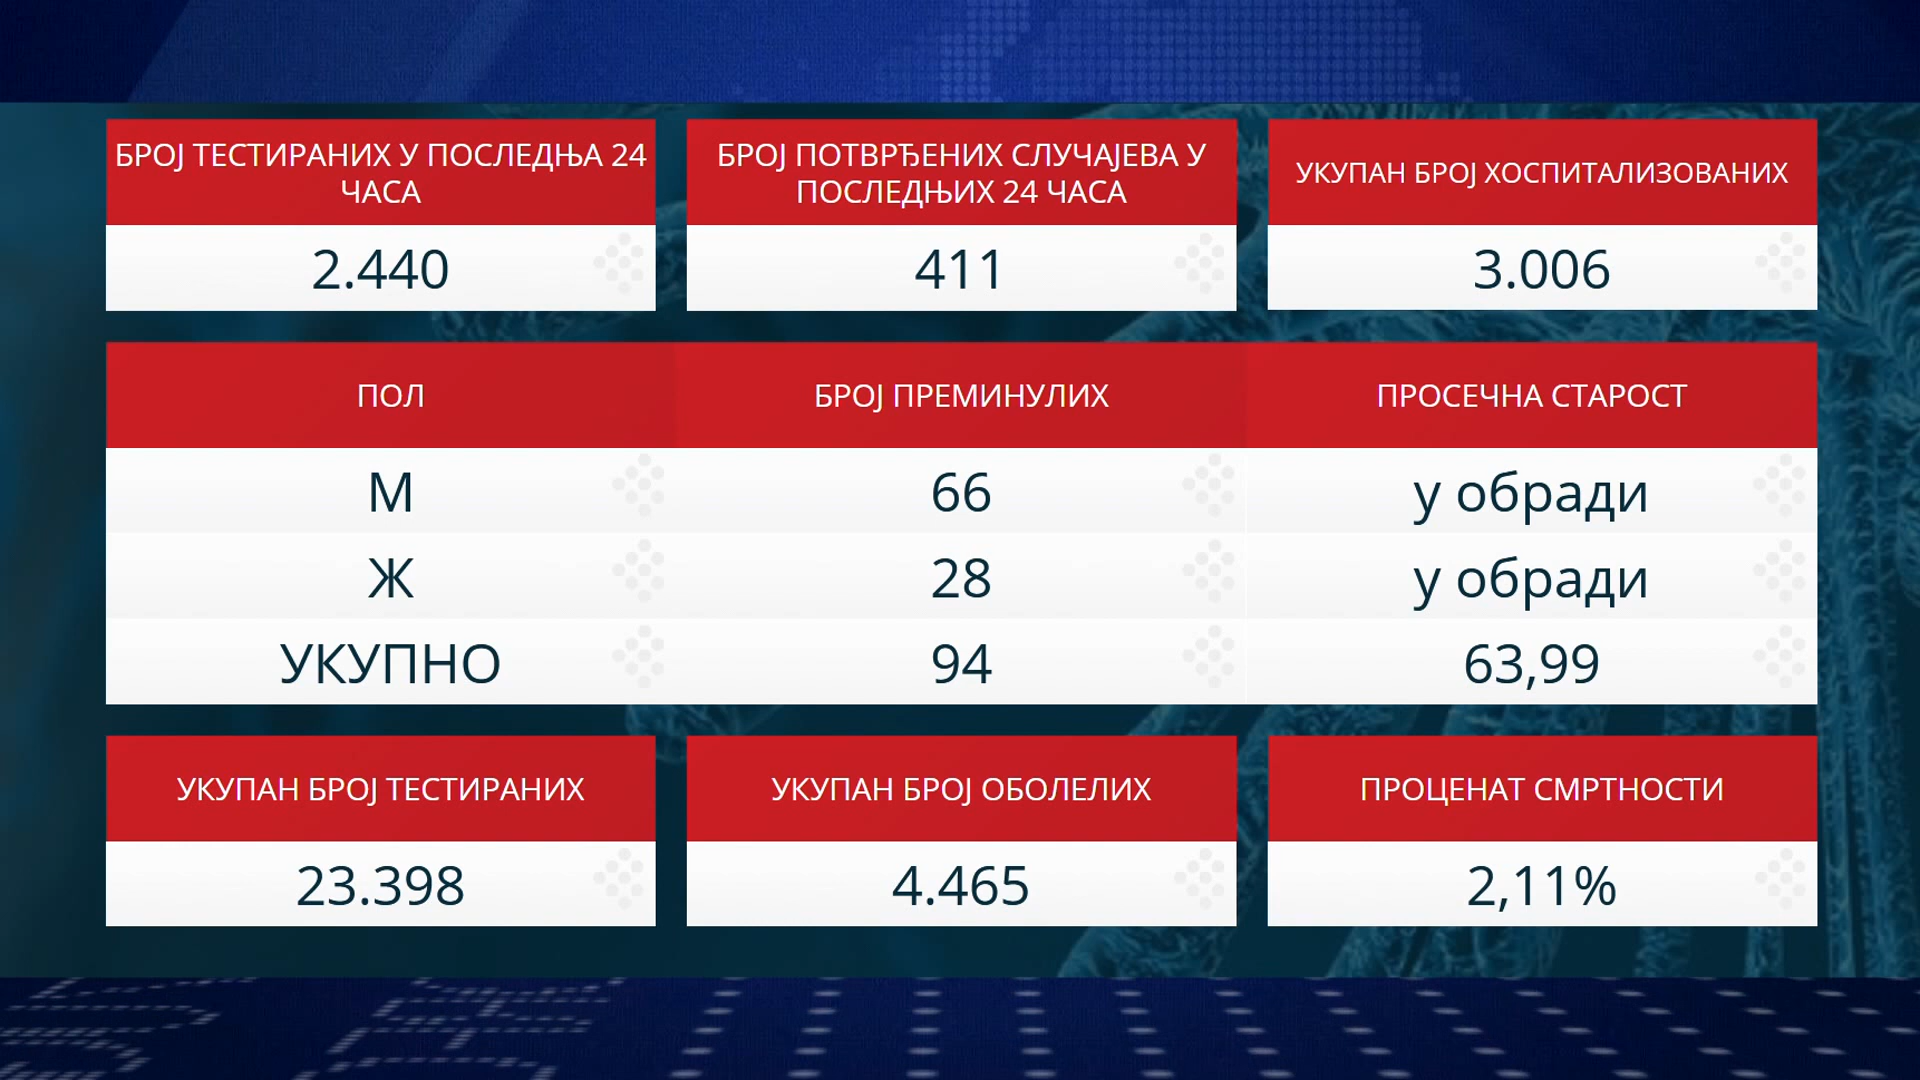 БРОЈ ТЕСТИРАНИХ У ПОСЛЕДЊА 24
ЧАСА
2.440
БРОЈ ПОТВРЂЕНИХ СЛУЧАЈЕВА У
ПОСЛЕДЊИХ 24 ЧАСА
411
УКУПАН БРОЈ ХОСПИТАЛИЗОВАНИХ
3.006
ПОЛ БРОЈ ПРЕМИНУЛИХ ПРОСЕЧНА СТАРОСТ
М 66 у обради
Ж 28 у обради
УКУПНО 94 63,99
УКУПАН БРОЈ ТЕСТИРАНИХ
23.398
УКУПАН БРОЈ ОБОЛЕЛИХ
4.465
ПРОЦЕНАТ СМРТНОСТИ
2,11%